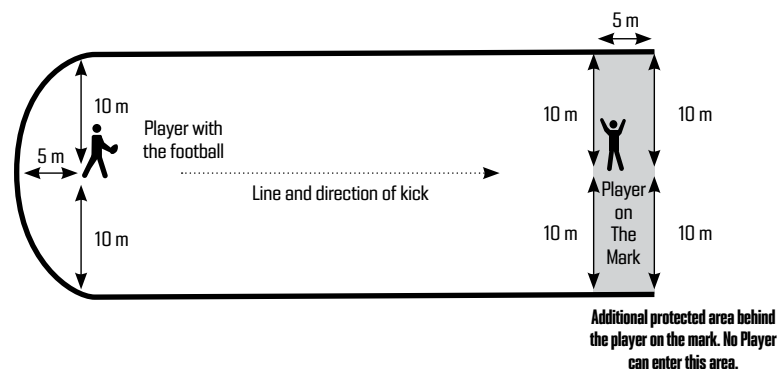 5 m
10 m
Player with
the football
5 m
Line and direction of kick
10 m
10 m
10 m
Player
on
The
Mark
10 m
10 m
Additional protected area behind
the player on the mark. No Player
can enter this area.